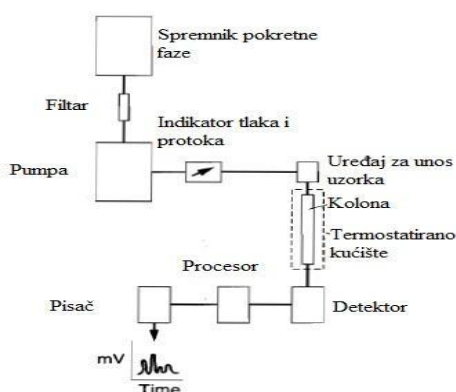 Spremnik pokretne
faze
Filtar
Indikator tlaka i
protoka
Pumpa
Uređaj za unos
uzorka
Kolona
Termostatirano
kućište
Procesor
Pisač
Detektor
mV
Time